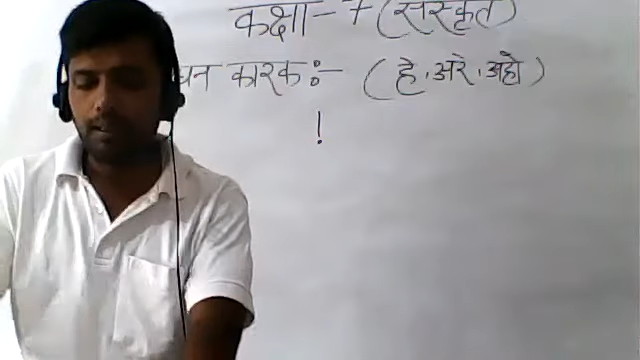 कक्षा - 7 (संस्कृत)
कारक :- ( हे, अरे, अहो )
!